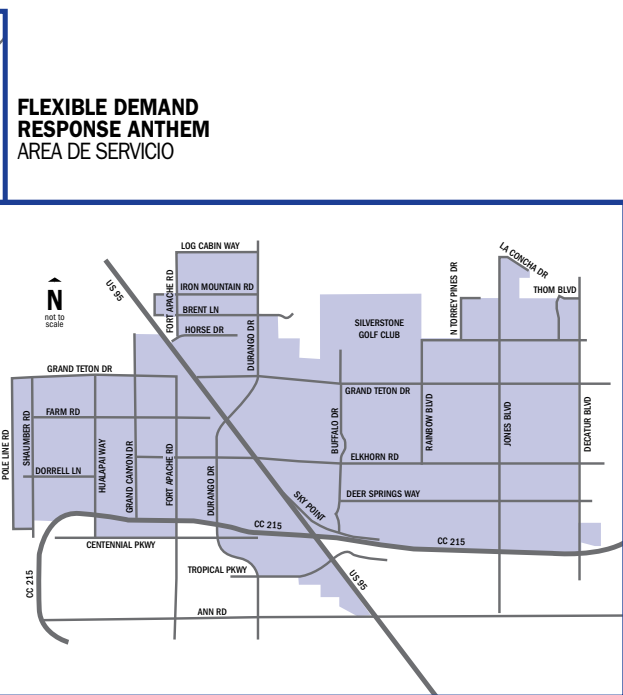 FLEXIBLE DEMAND
RESPONSE ANTHEM
AREA DE SERVICIO
N
not to
scale
US 95
LOG CABIN WAY
FORT APACHE RD
IRON MOUNTAIN RD
BRENT LN
HORSE DR
DURANGO DR
SILVERSTONE
GOLF CLUB
N TORREY PINES DR
LA CONCHA DR
THOM BLVD
GRAND TETON DR
GRAND TETON DR
POLE LINE RD
SHAUMBER RD
FARM RD
HUALAPAI WAY
GRAND CANYON DR
FORT APACHE RD
DURANGO DR
BUFFALO DR
RAINBOW BLVD
JONES BLVD
DECATUR BLVD
DORRELL LN
ELKHORN RD
DEER SPRINGS WAY
SKY POINT
CC 215
CC 215
CENTENNIAL PKWY
CC 215
TROPICAL PKWY
US 95
ANN RD